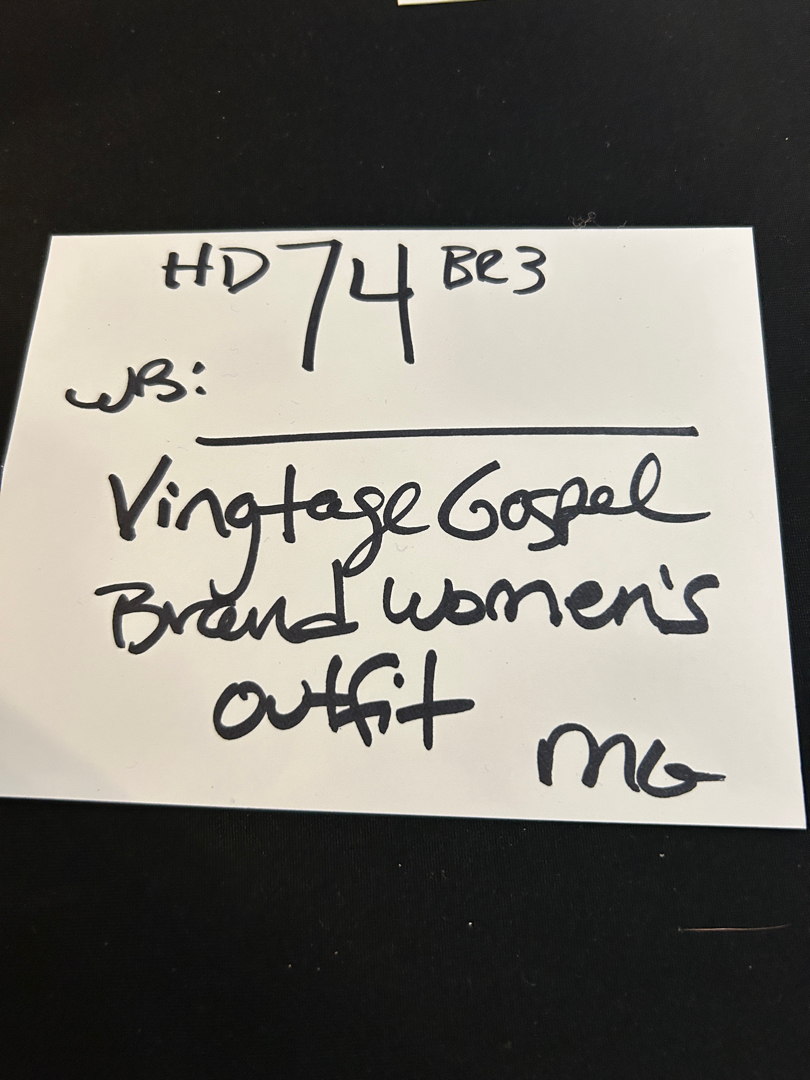 HD 74 BR3
WB:
Vingtage Gospel
Brand women's
outfit
MG